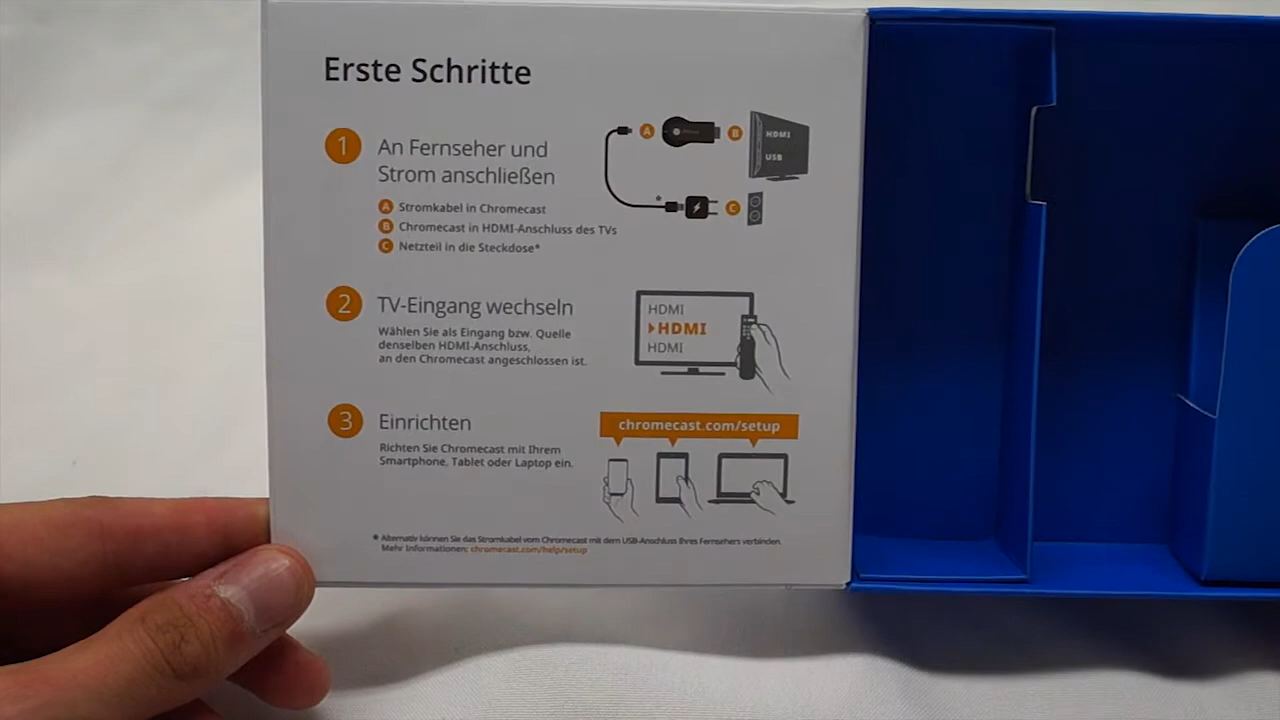 Erste Schritte
1
An Fernseher und
Strom anschließen
A Stromkabel in Chromecast
B Chromecast in HDMI-Anschluss des TVs
C Netzteil in die Steckdose*
A
B
HDMI
USB
*
C
2
TV-Eingang wechseln
Wählen Sie als Eingang bzw. Quelle
denselben HDMI-Anschluss,
an den Chromecast angeschlossen ist.
HDMI
HDMI
HDMI
3
Einrichten
Richten Sie Chromecast mit Ihrem
Smartphone, Tablet oder Laptop ein.
chromecast.com/setup
* Alternativ können Sie das Stromkabel vom Chromecast mit dem USB-Anschluss Ihres Fernsehers verbinden.
Mehr Informationen: chromecast.com/help/setup